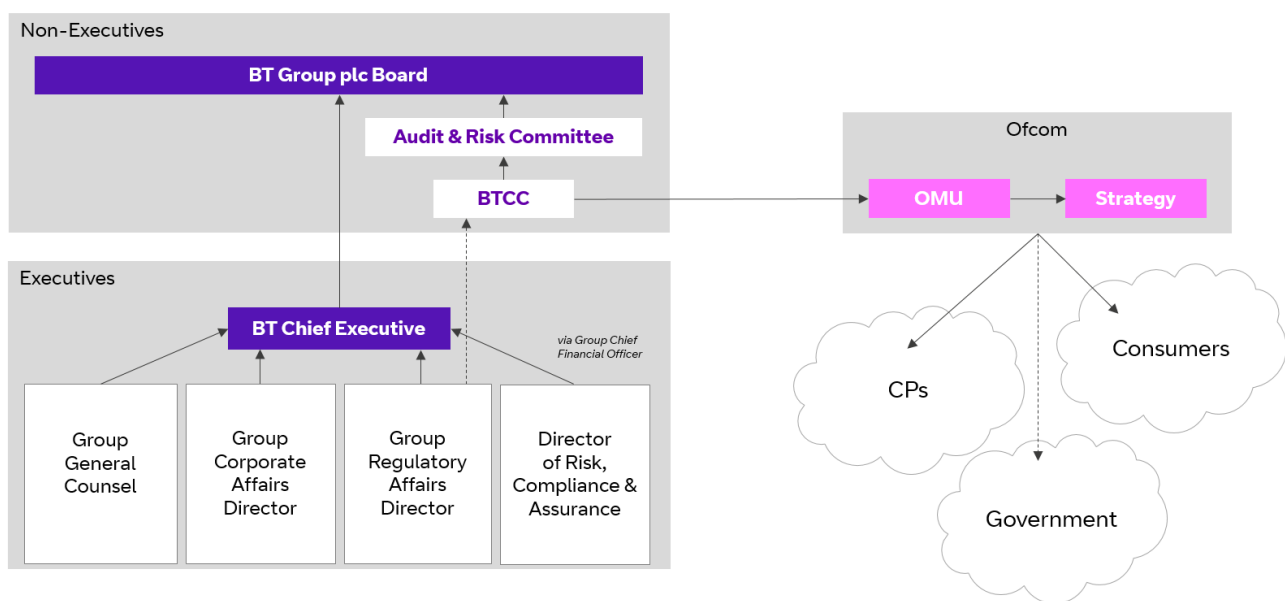 Non-Executives
BT Group plc Board
Audit & Risk Committee
BTCC
Executives
BT Chief Executive
via Group Chief
Financial Officer
Group
General
Counsel
Group
Corporate
Affairs
Director
Group
Regulatory
Affairs
Director
Director
of Risk,
Compliance &
Assurance
Ofcom
OMU
Strategy
CPs
Consumers
Government